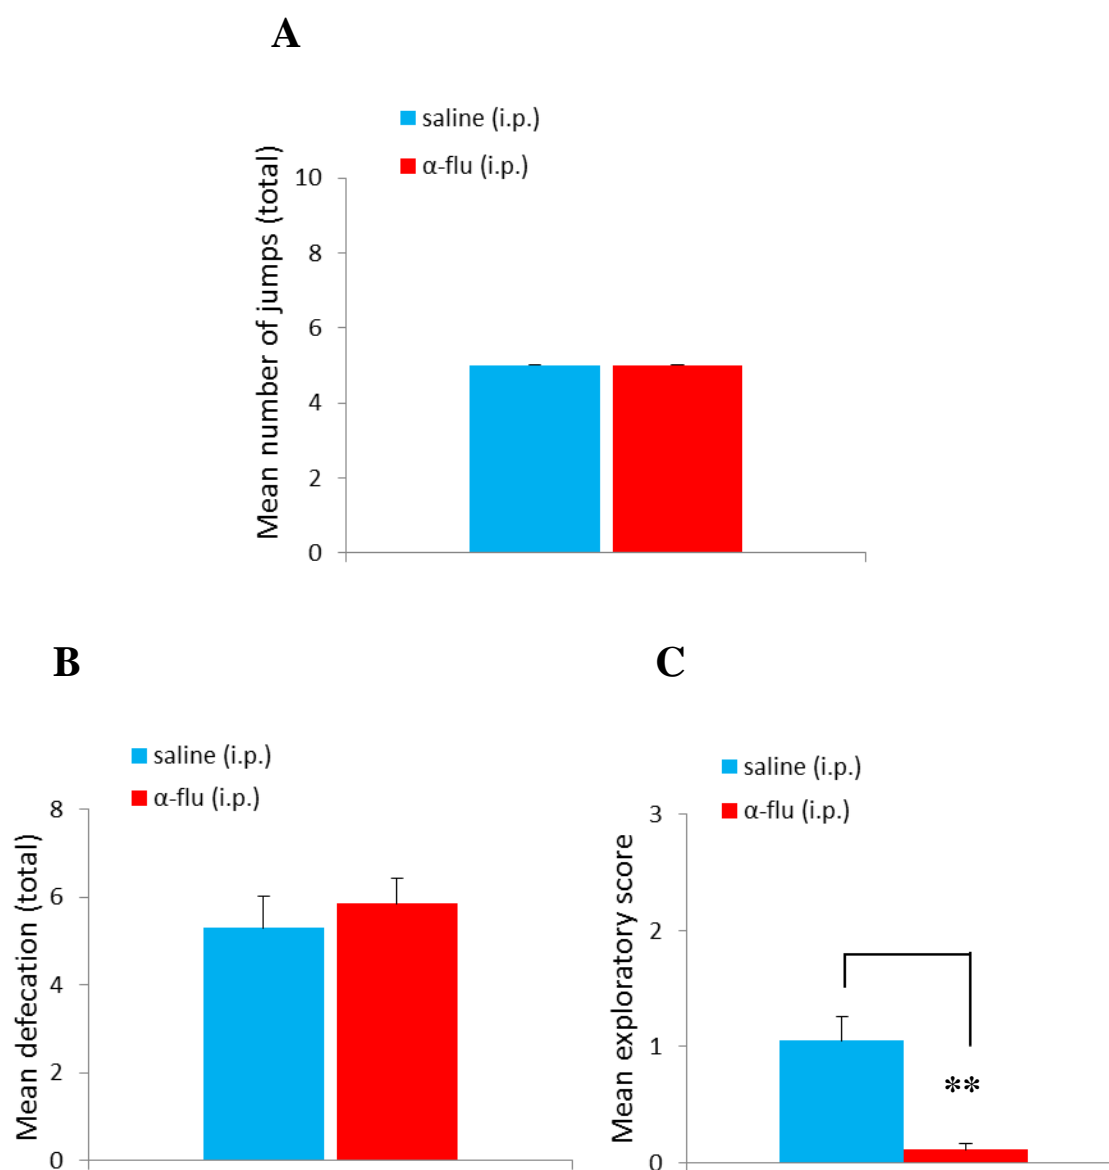 A
saline (i.p.)
α-flu (i.p.)
Mean number of jumps (total)
10
8
6
4
2
0
B
saline (i.p.)
α-flu (i.p.)
Mean defecation (total)
8
6
4
2
0
C
saline (i.p.)
α-flu (i.p.)
Mean exploratory score
3
2
1
0
**